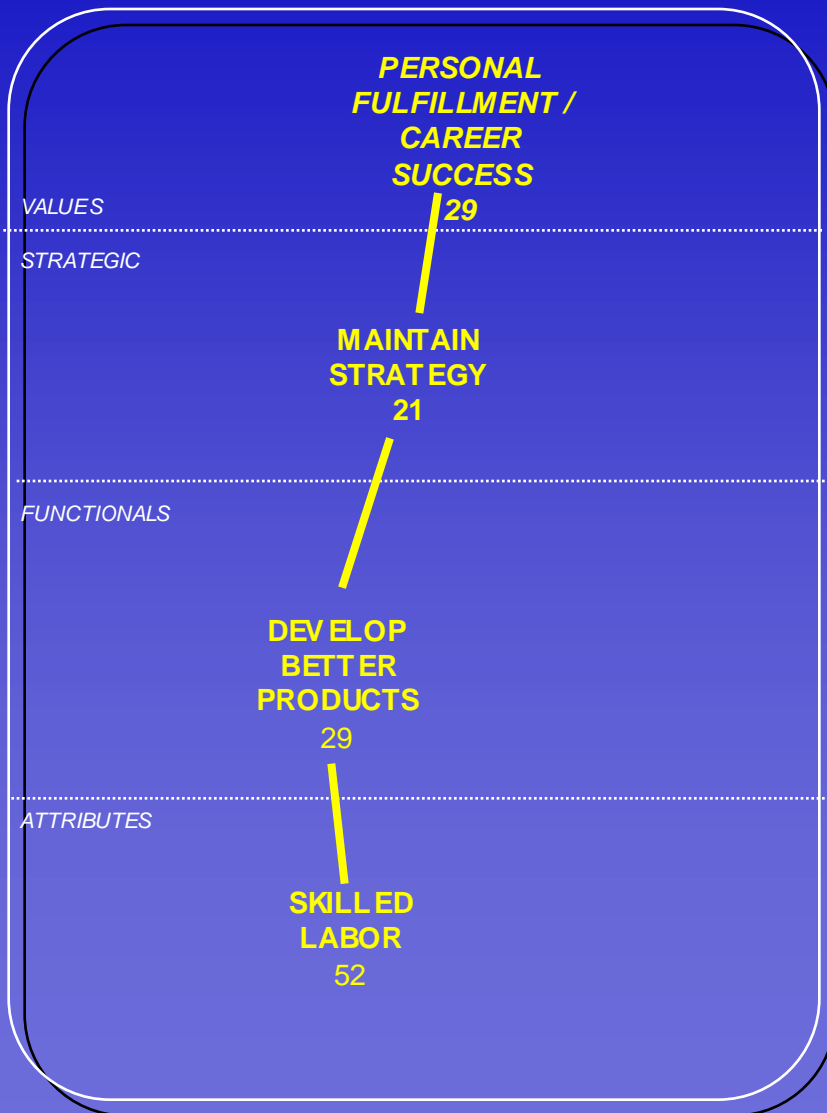 PERSONAL
FULFILLMENT /
CAREER
SUCCESS
29
VALUES
STRATEGIC
MAINTAIN
STRATEGY
21
FUNCTIONALS
DEVELOP
BETTER
PRODUCTS
29
ATTRIBUTES
SKILLED
LABOR
52